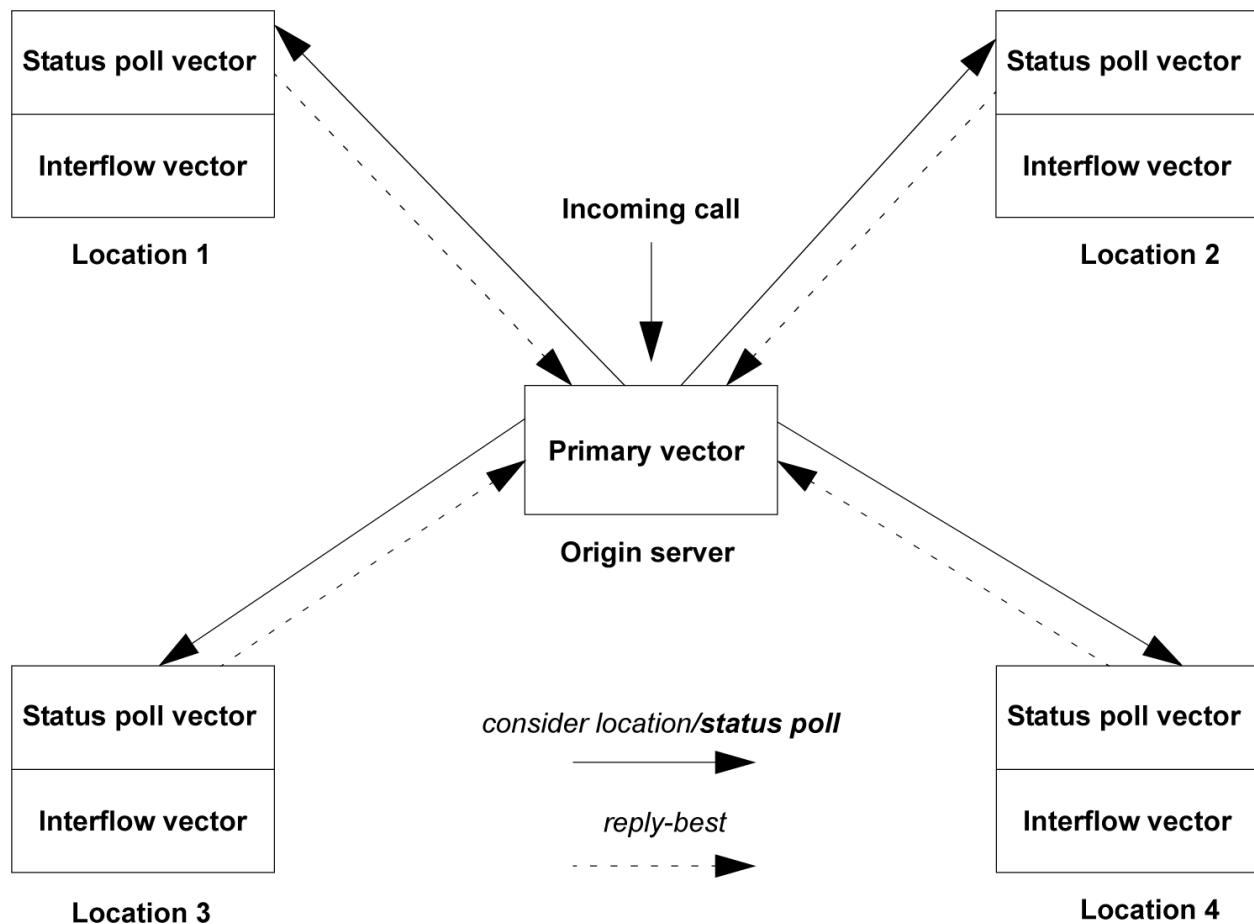 Status poll vector
Interflow vector
Location 1
Status poll vector
Interflow vector
Location 2
Incoming call
Primary vector
Origin server
Status poll vector
Interflow vector
Location 3
consider location/status poll
reply-best
Status poll vector
Interflow vector
Location 4